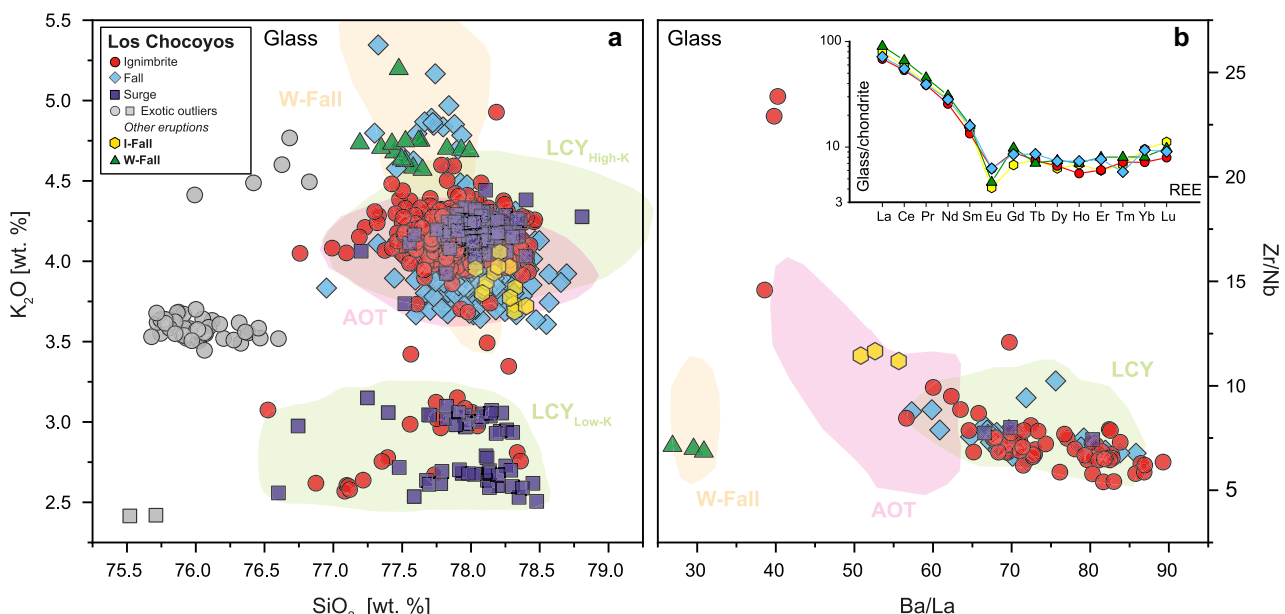 Glass
a
Los Chocoyos
Ignimbrite
Fall
Surge
Exotic outliers
Other eruptions
I-Fall
W-Fall
W-Fall
LCY High-K
AOT
LCY Low-K
5.5
5.0
4.5
4.0
3.5
3.0
2.5
K2O [wt. %]
75.5 76.0 76.5 77.0 77.5 78.0 78.5 79.0
SiO2 [wt. %]
Glass
b
100
10
3
Glass/chondrite
REE
La Ce Pr Nd Sm Eu Gd Tb Dy Ho Er Tm Yb Lu
LCY
AOT
W-Fall
25
20
15
10
5
Zr/Nb
30 40 50 60 70 80 90
Ba/La